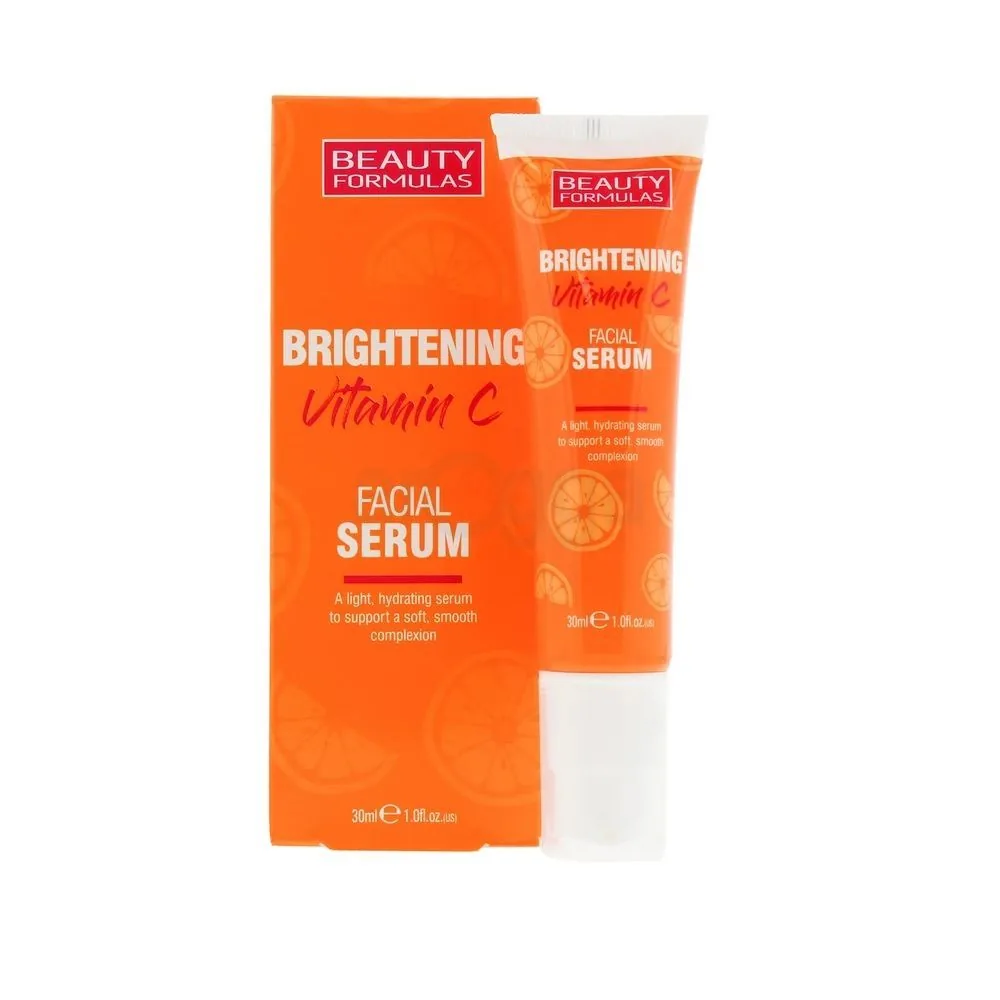 BEAUTY
FORMULAS
BRIGHTENING
Vitamin C
FACIAL
SERUM
A light, hydrating serum
to support a soft, smooth
complexion
30ml℮1.0fl.oz.(US)
BEAUTY
FORMULAS
BRIGHTENING
Vitamin C
FACIAL
SERUM
A light, hydrating serum
to support a soft, smooth
complexion
30ml℮1.0fl.oz.(US)